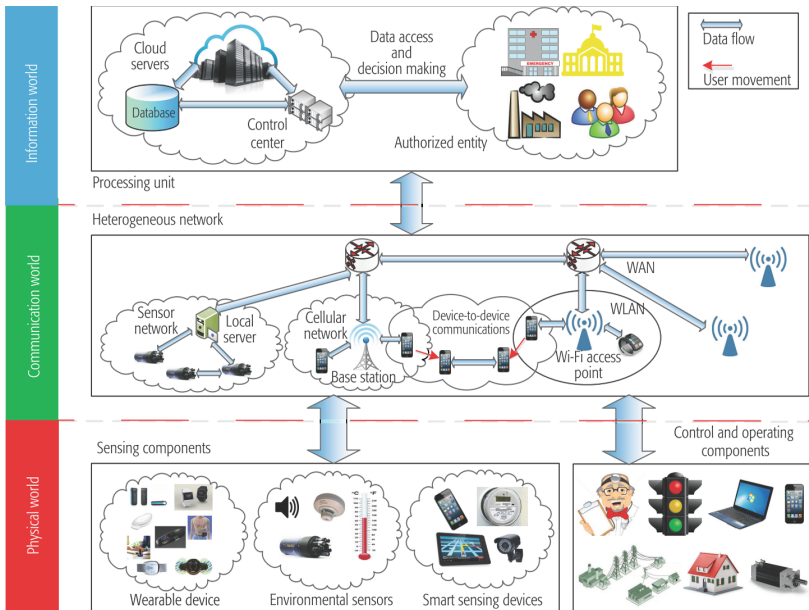 Information world
Cloud
servers
Database
Control
center
Data access
and
decision making
EMERGENCY
Authorized entity
Data flow
User movement
Processing unit
Communication world
Heterogeneous network
Sensor
network
Local
server
Cellular
network
Base station
Device-to-device
communications
WAN
WLAN
Wi-Fi access
point
Physical world
Sensing components
Control and operating
components
Wearable device
Environmental sensors
Smart sensing devices